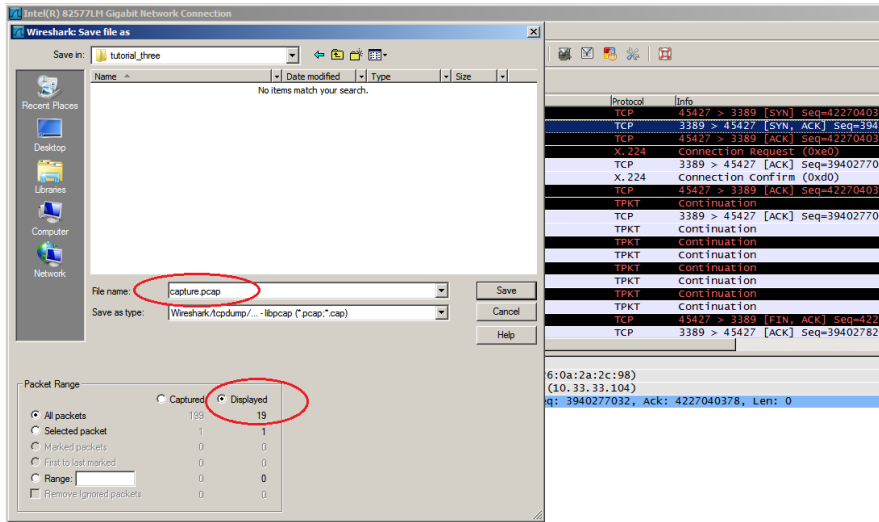 Intel(R) 82577LM Gigabit Network Connection
Wireshark: Save file as
Save in: tutorial_three
Name Date modified Type Size
No items match your search.
Recent Places
Desktop
Libraries
Computer
Network
File name: capture.pcap Save
Save as type: Wireshark/tcpdump/... - libpcap (*.pcap;*.cap) Cancel
Help
Packet Range
Captured Displayed
All packets 199 19
Selected packet 1 1
Marked packets 0 0
First to last marked 0 0
Range: 0 0
Remove Ignored packets 0 0
Protocol Info
TCP 45427 > 3389 [SYN] Seq=42270403
TCP 3389 > 45427 [SYN, ACK] Seq=394
TCP 45427 > 3389 [ACK] Seq=42270403
X.224 Connection Request (0xe0)
TCP 3389 > 45427 [ACK] Seq=39402770
X.224 Connection Confirm (0xd0)
TCP 45427 > 3389 [ACK] Seq=42270403
TPKT Continuation
TCP 3389 > 45427 [ACK] Seq=39402770
TPKT Continuation
TPKT Continuation
TPKT Continuation
TPKT Continuation
TPKT Continuation
TPKT Continuation
TPKT Continuation
TCP 45427 > 3389 [FIN, ACK] Seq=422
TCP 3389 > 45427 [ACK] Seq=39402782
6:0a:2a:2c:98)
(10.33.33.104)
eq: 3940277032, Ack: 4227040378, Len: 0